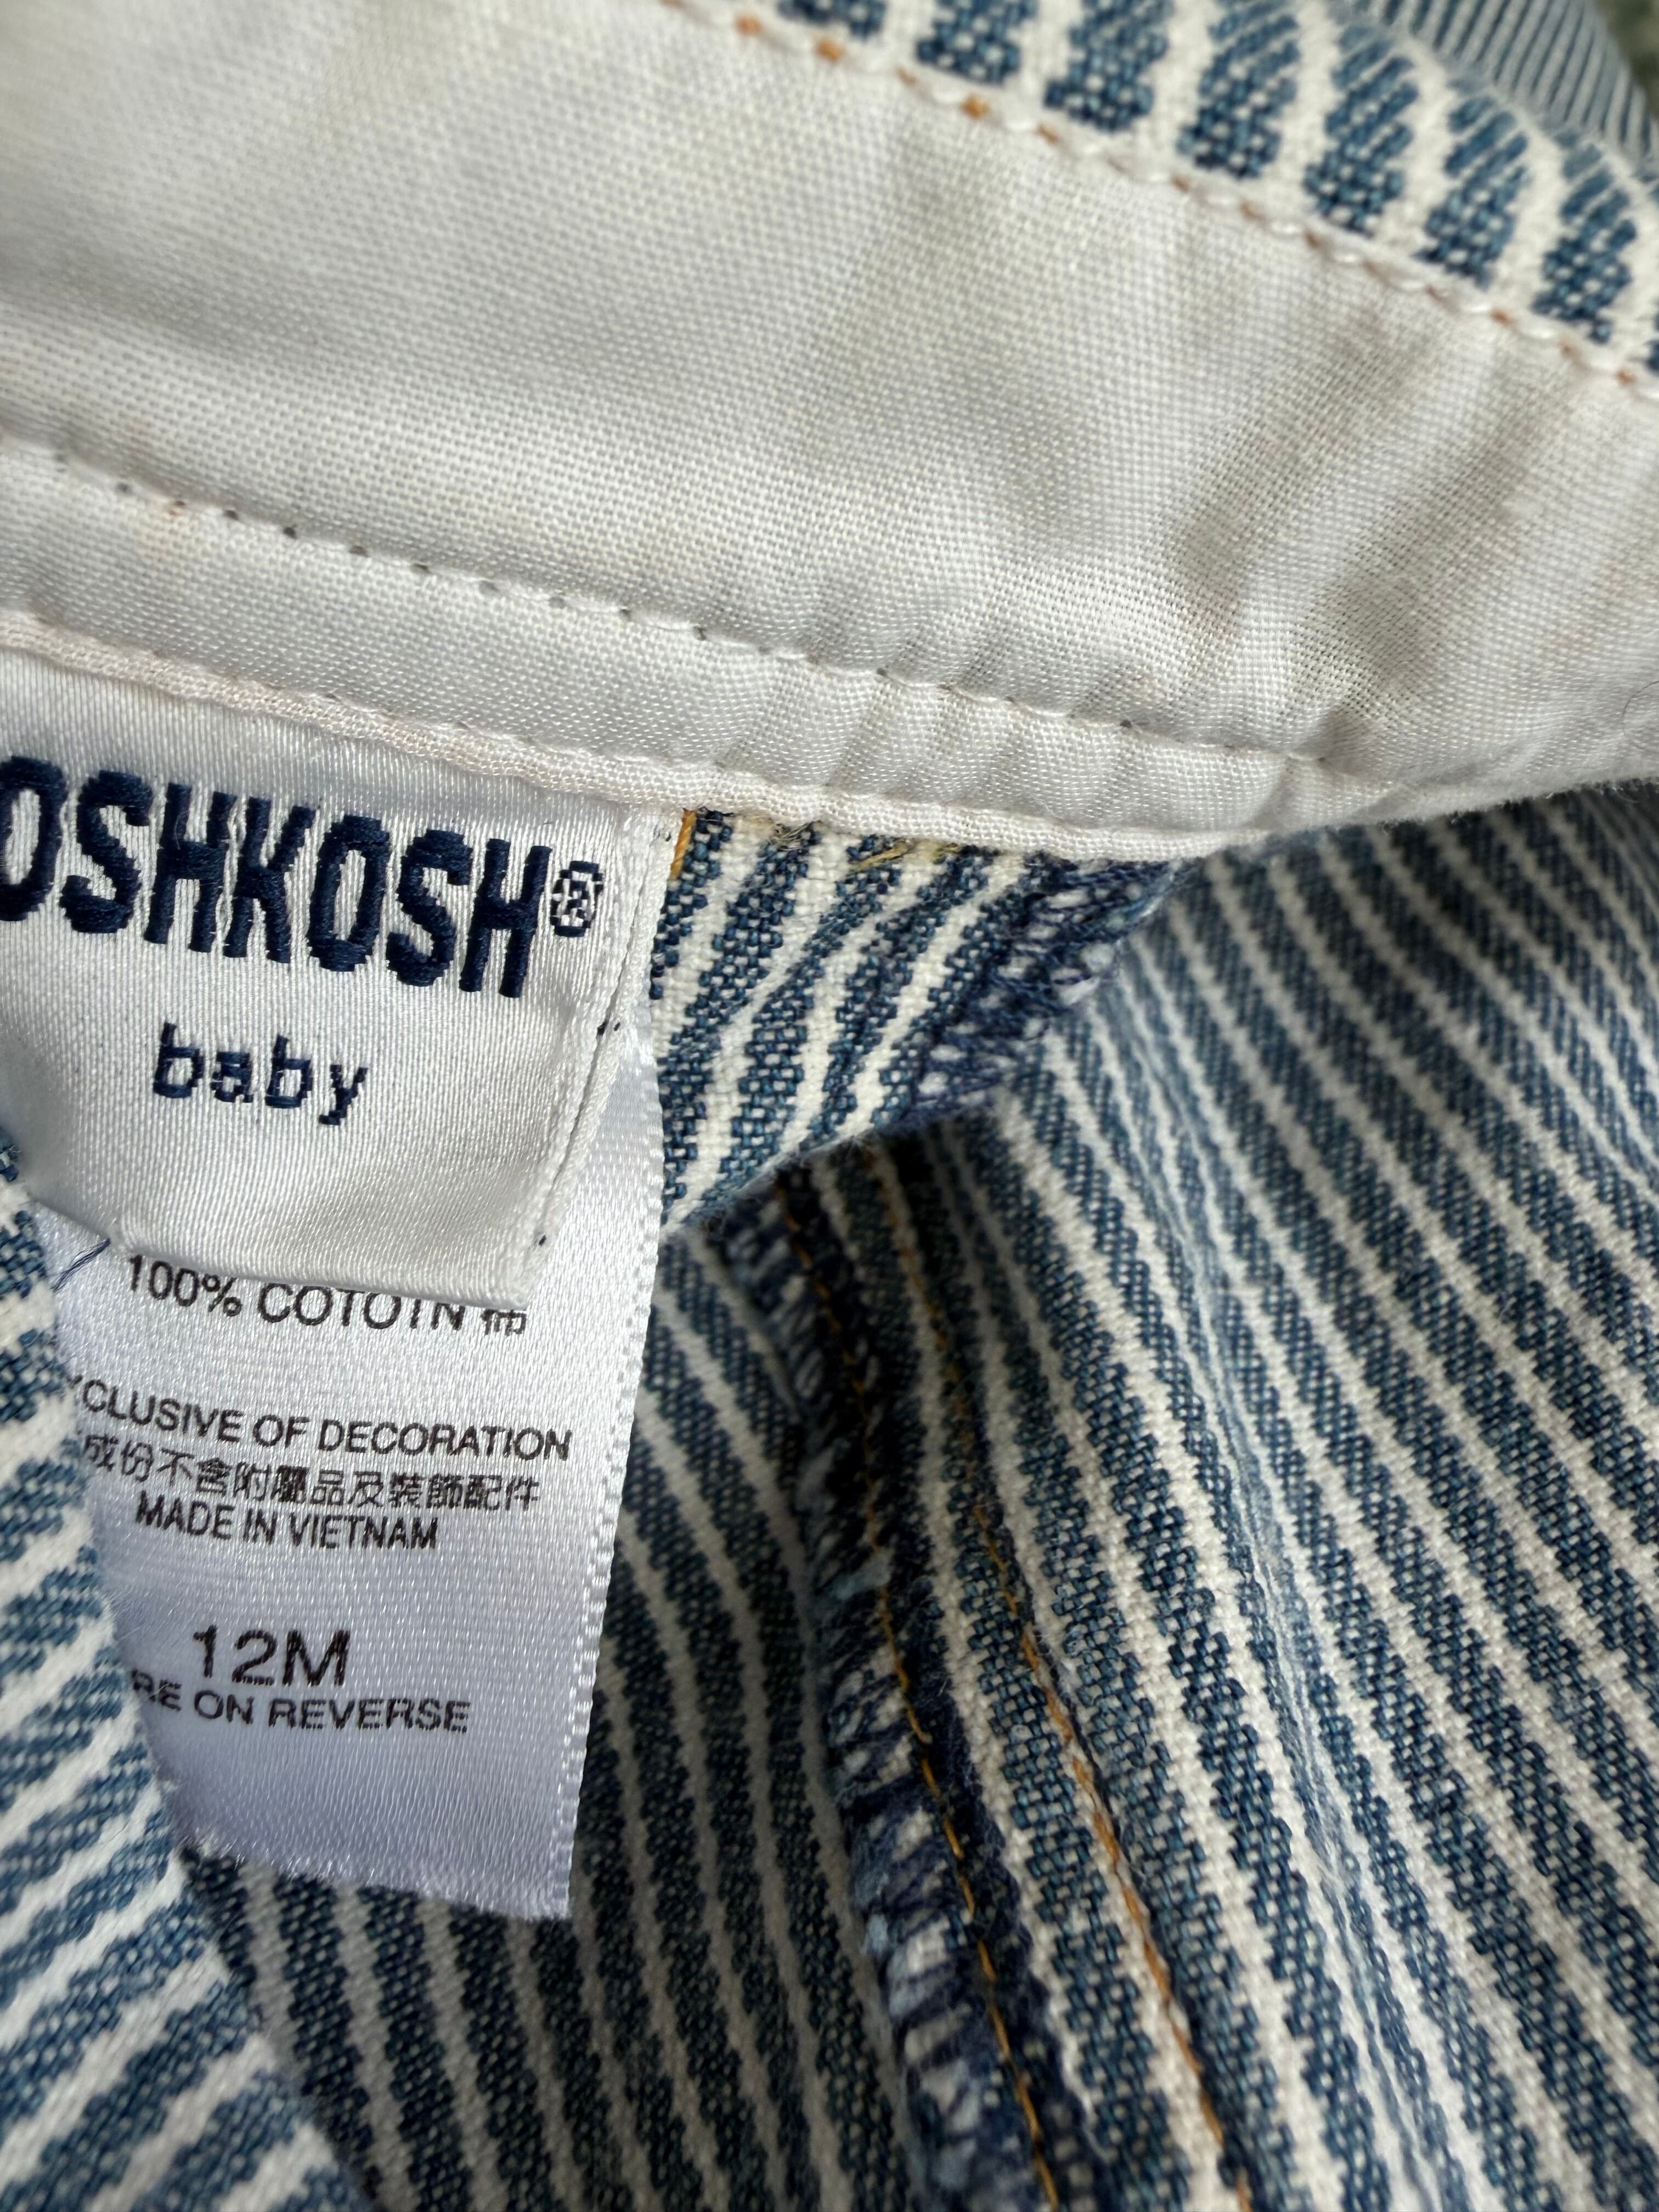 OSHKOSH®
baby
100% COTOTN 棉
XCLUSIVE OF DECORATION
成份不含附屬品及裝飾配件
MADE IN VIETNAM
12M
RE ON REVERSE